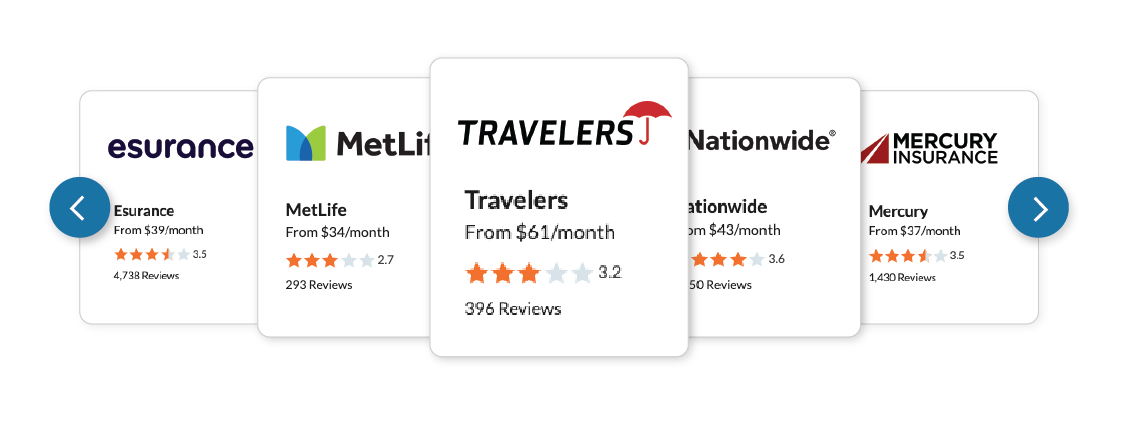 esurance
Esurance
From $39/month
3.5
4,738 Reviews
MetLif
MetLife
From $34/month
2.7
293 Reviews
TRAVELERS
Travelers
From $61/month
3.2
396 Reviews
Nationwide®
ationwide
om $43/month
3.6
50 Reviews
MERCURY
INSURANCE
Mercury
From $37/month
3.5
1,430 Reviews